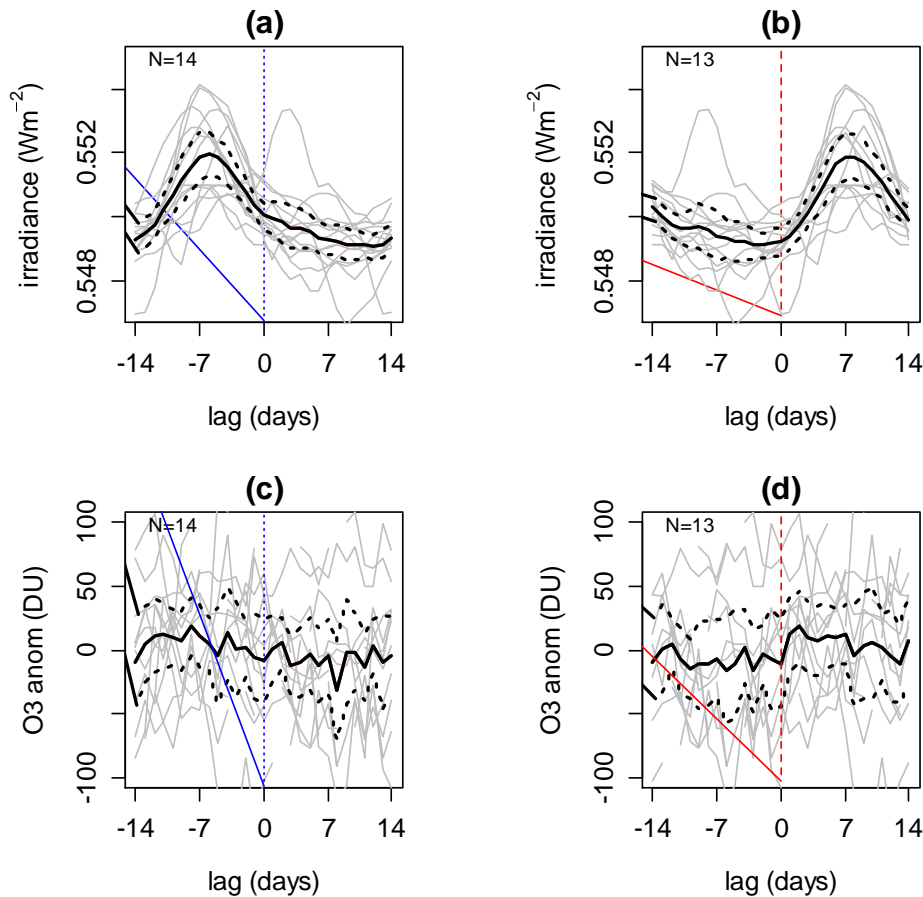 (a)
N=14
irradiance (Wm⁻²)
0.552
0.548
-14 -7 0 7 14
lag (days)
(b)
N=13
irradiance (Wm⁻²)
0.552
0.548
-14 -7 0 7 14
lag (days)
(c)
N=14
O3 anom (DU)
100
50
0
-100
-14 -7 0 7 14
lag (days)
(d)
N=13
O3 anom (DU)
100
50
0
-100
-14 -7 0 7 14
lag (days)